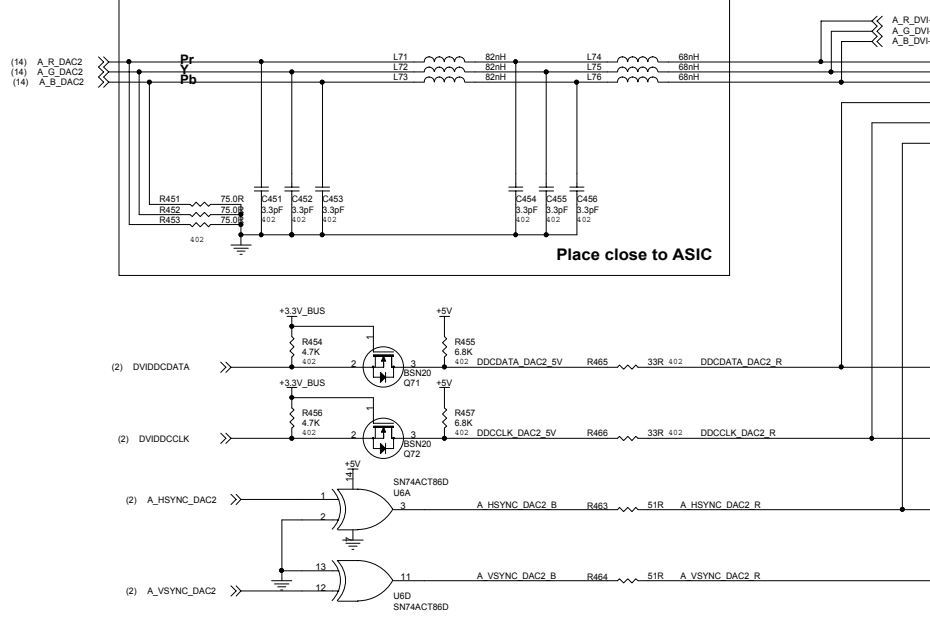 A_R_DVI-
A_G_DVI-
A_B_DVI-
(14) A_R_DAC2 Pr L71 82nH L74 68nH
(14) A_G_DAC2 Y L72 82nH L75 68nH
(14) A_B_DAC2 Pb L73 82nH L76 68nH
R451 75.0R
R452 75.0R
R453 75.0R
402
C451 C452 C453 C454 C455 C456
3.3pF 3.3pF 3.3pF 3.3pF 3.3pF 3.3pF
402 402 402 402 402 402
Place close to ASIC
+3.3V_BUS +5V
1
R454 R455
4.7K 6.8K
402 402
(2) DVIDDCDATA 2 3 DDCDATA_DAC2_5V R465 33R 402 DDCDATA_DAC2_R
BSN20
Q71
+3.3V_BUS +5V
1
R456 R457
4.7K 6.8K
402 402
(2) DVIDDCCLK 2 3 DDCCLK_DAC2_5V R466 33R 402 DDCCLK_DAC2_R
BSN20
Q72
+5V
14
SN74ACT86D
U6A
(2) A_HSYNC_DAC2 1
2
3 A_HSYNC_DAC2_B R463 51R A_HSYNC_DAC2_R
7
13
11 A_VSYNC_DAC2_B R464 51R A_VSYNC_DAC2_R
(2) A_VSYNC_DAC2 12
U6D
SN74ACT86D